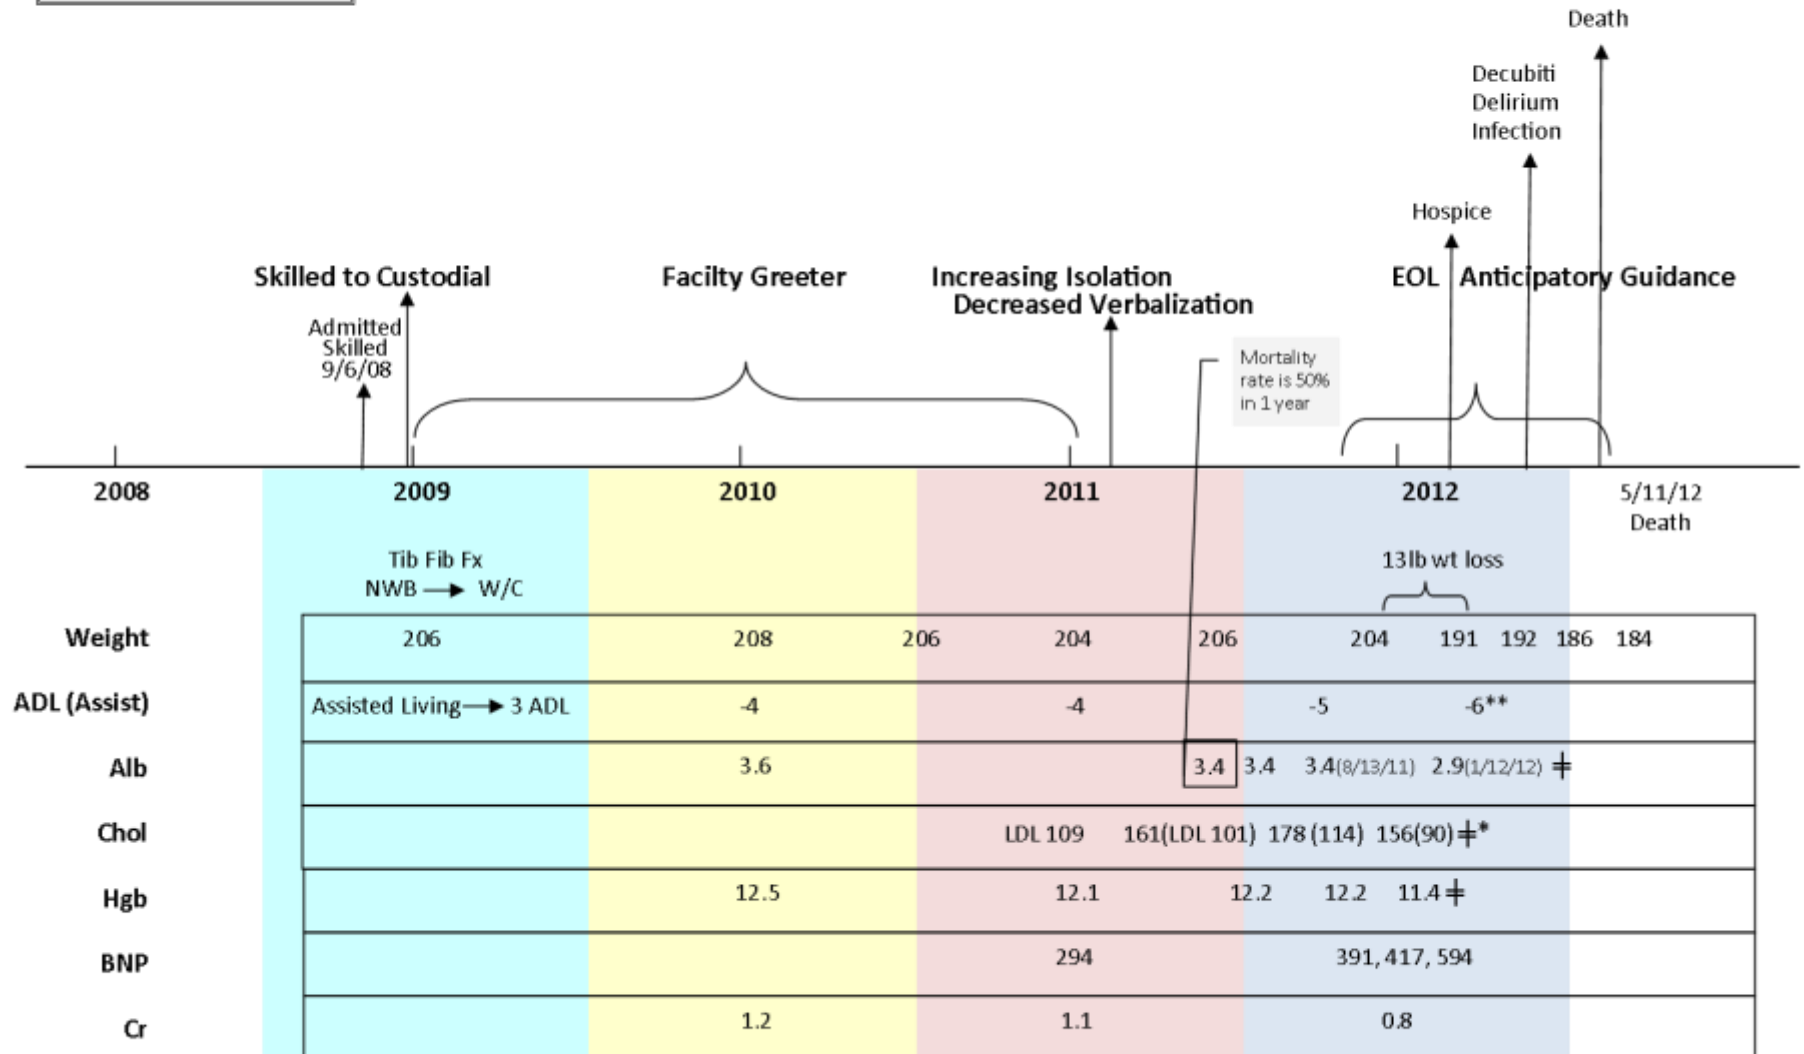 Death
Decubiti
Delirium
Infection
Hospice
Skilled to Custodial
Facilty Greeter
Increasing Isolation
Decreased Verbalization
EOL Anticipatory Guidance
Admitted
Skilled
9/6/08
Mortality
rate is 50%
in 1 year
2008 2009 2010 2011 2012 5/11/12
Death
Tib Fib Fx
NWB → W/C
13lb wt loss
Weight 206 208 206 204 206 204 191 192 186 184
ADL (Assist) Assisted Living → 3 ADL -4 -4 -5 -6**
Alb 3.6 3.4 3.4 3.4(8/13/11) 2.9(1/12/12) ╪
Chol LDL 109 161(LDL 101) 178 (114) 156(90) ╪*
Hgb 12.5 12.1 12.2 12.2 11.4 ╪
BNP 294 391, 417, 594
Cr 1.2 1.1 0.8